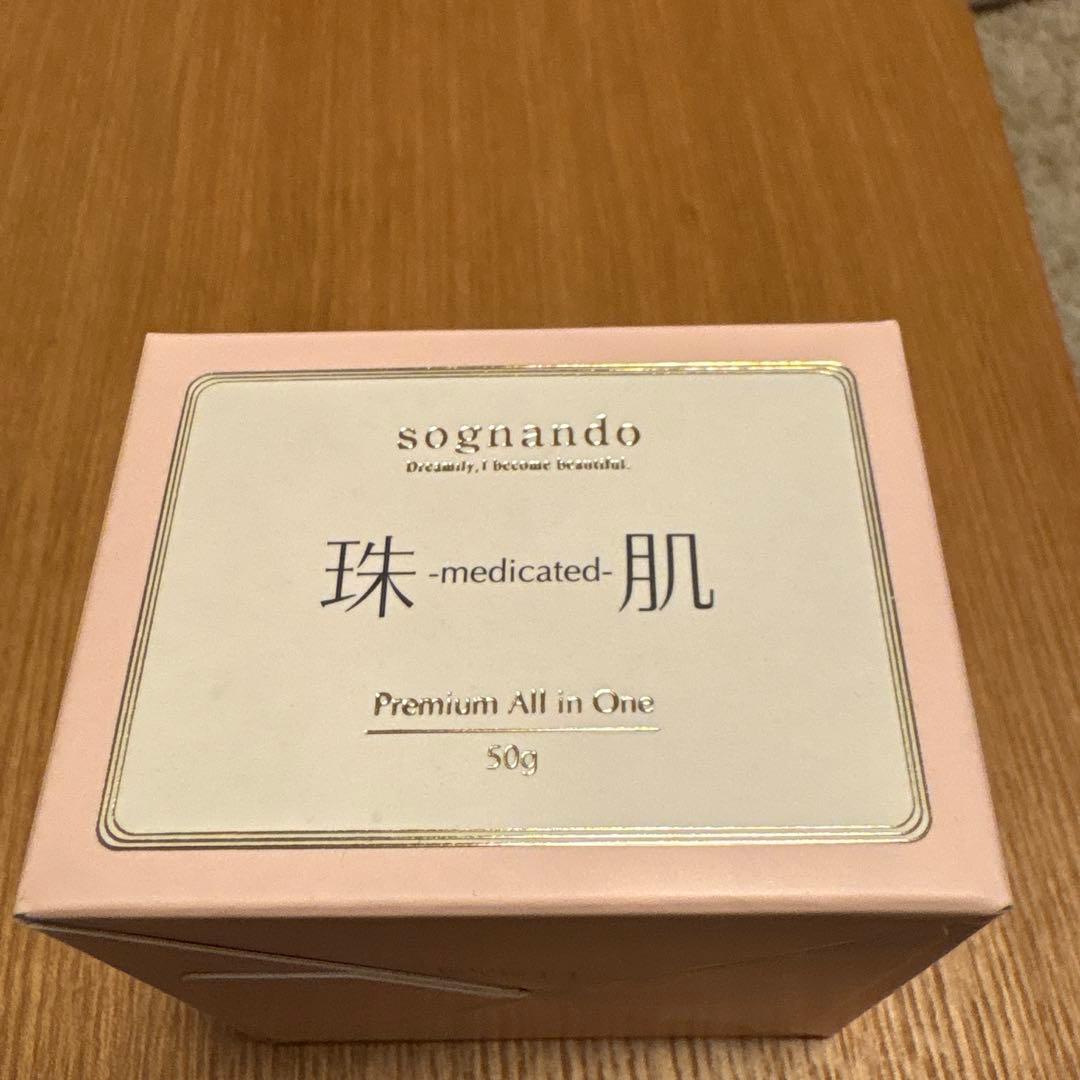 sognando
Dreamily, I become beautiful.
珠 -medicated- 肌
Premium All in One
50g